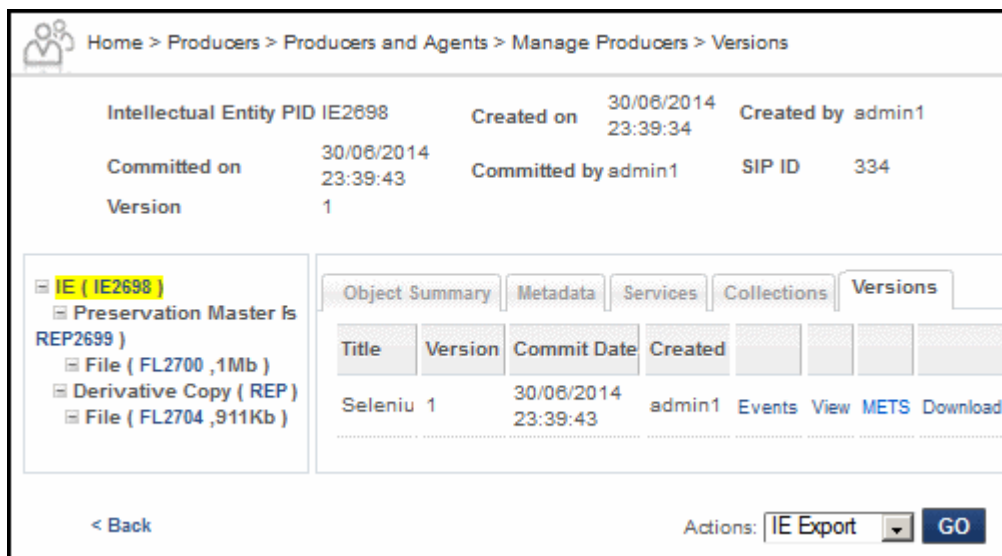 Home > Producers > Producers and Agents > Manage Producers > Versions
Intellectual Entity PID IE2698 Created on 30/06/2014 23:39:34 Created by admin1
Committed on 30/06/2014 23:39:43 Committed by admin1 SIP ID 334
Version 1
IE ( IE2698 )
Preservation Master Is
REP2699 )
File ( FL2700 ,1Mb )
Derivative Copy ( REP )
File ( FL2704 ,911Kb )
Object Summary Metadata Services Collections Versions
Title Version Commit Date Created
Seleniu 1 30/06/2014 23:39:43 admin1 Events View METS Download
< Back
Actions: IE Export GO